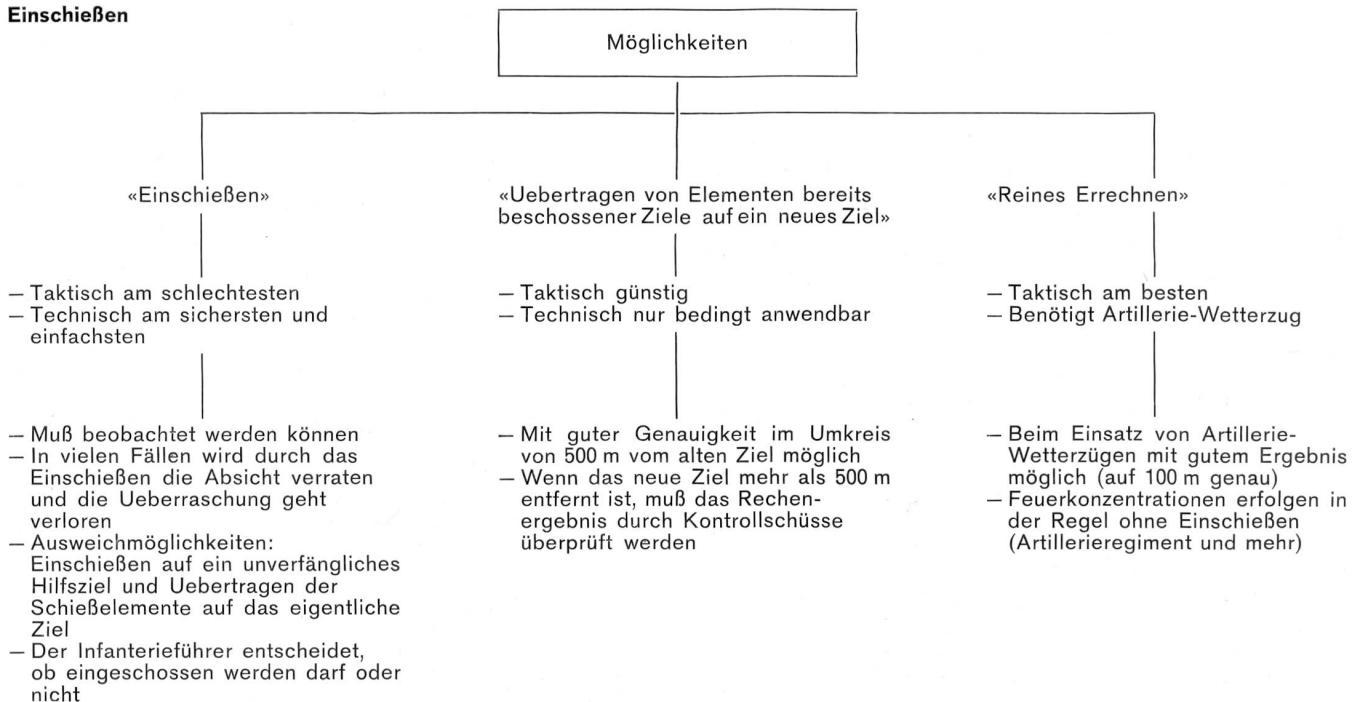 Einschießen
Möglichkeiten
«Einschießen»
— Taktisch am schlechtesten
— Technisch am sichersten und
einfachsten
— Muß beobachtet werden können
— In vielen Fällen wird durch das
Einschießen die Absicht verraten
und die Ueberraschung geht
verloren
— Ausweichmöglichkeiten:
Einschießen auf ein unverfängliches
Hilfsziel und Uebertragen der
Schießelemente auf das eigentliche
Ziel
— Der Infanterieführer entscheidet,
ob eingeschossen werden darf oder
nicht
«Uebertragen von Elementen bereits
beschossener Ziele auf ein neues Ziel»
— Taktisch günstig
— Technisch nur bedingt anwendbar
— Mit guter Genauigkeit im Umkreis
von 500 m vom alten Ziel möglich
— Wenn das neue Ziel mehr als 500 m
entfernt ist, muß das Rechen-
ergebnis durch Kontrollschüsse
überprüft werden
«Reines Errechnen»
— Taktisch am besten
— Benötigt Artillerie-Wetterzug
— Beim Einsatz von Artillerie-
Wetterzügen mit gutem Ergebnis
möglich (auf 100 m genau)
— Feuerkonzentrationen erfolgen in
der Regel ohne Einschießen
(Artillerieregiment und mehr)